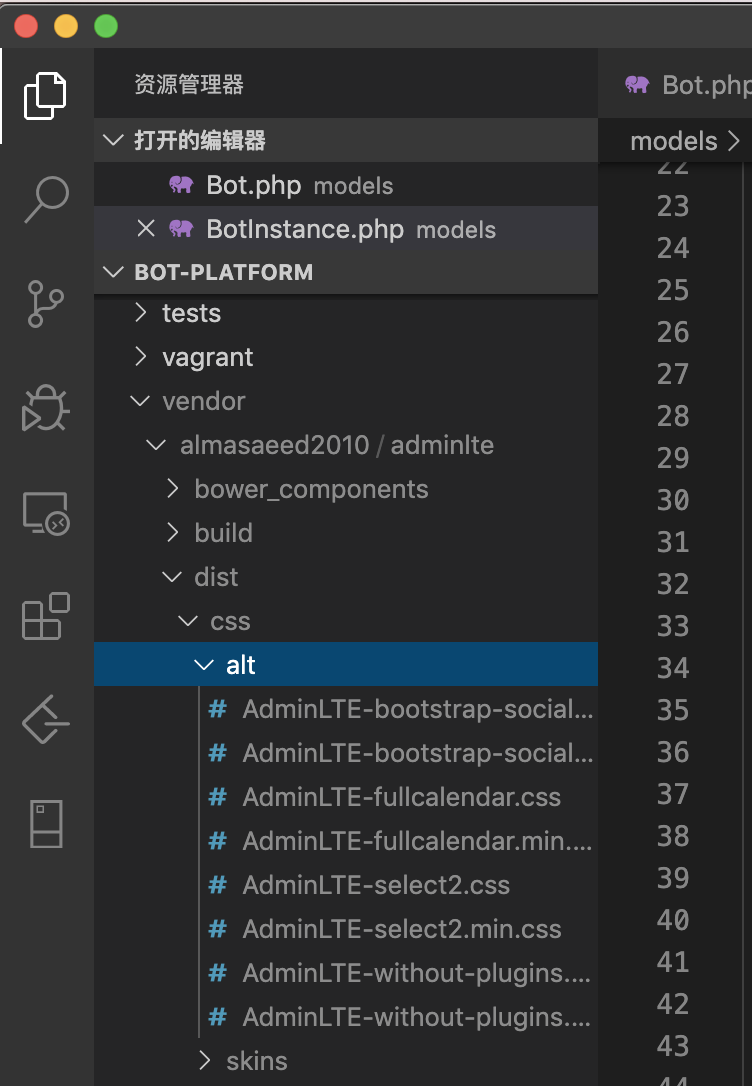 资源管理器
打开的编辑器
Bot.php models
BotInstance.php models
BOT-PLATFORM
tests
vagrant
vendor
almasaeed2010 / adminlte
bower_components
build
dist
css
alt
# AdminLTE-bootstrap-social...
# AdminLTE-bootstrap-social...
# AdminLTE-fullcalendar.css
# AdminLTE-fullcalendar.min....
# AdminLTE-select2.css
# AdminLTE-select2.min.css
# AdminLTE-without-plugins....
# AdminLTE-without-plugins....
skins
Bot.php
models >
22
23
24
25
26
27
28
29
30
31
32
33
34
35
36
37
38
39
40
41
42
43
44